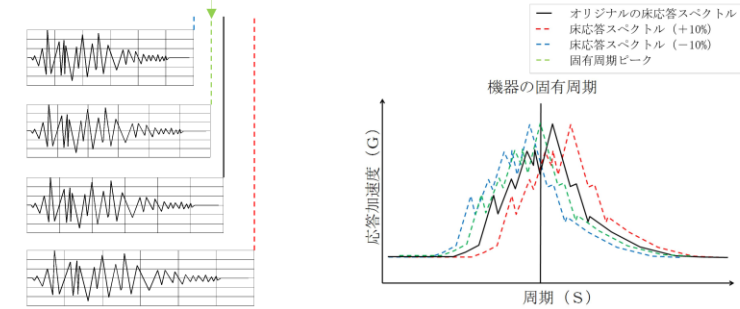 オリジナルの床応答スペクトル
床応答スペクトル（＋10%）
床応答スペクトル（－10%）
固有周期ピーク
機器の固有周期
応答加速度（G）
周期（S）